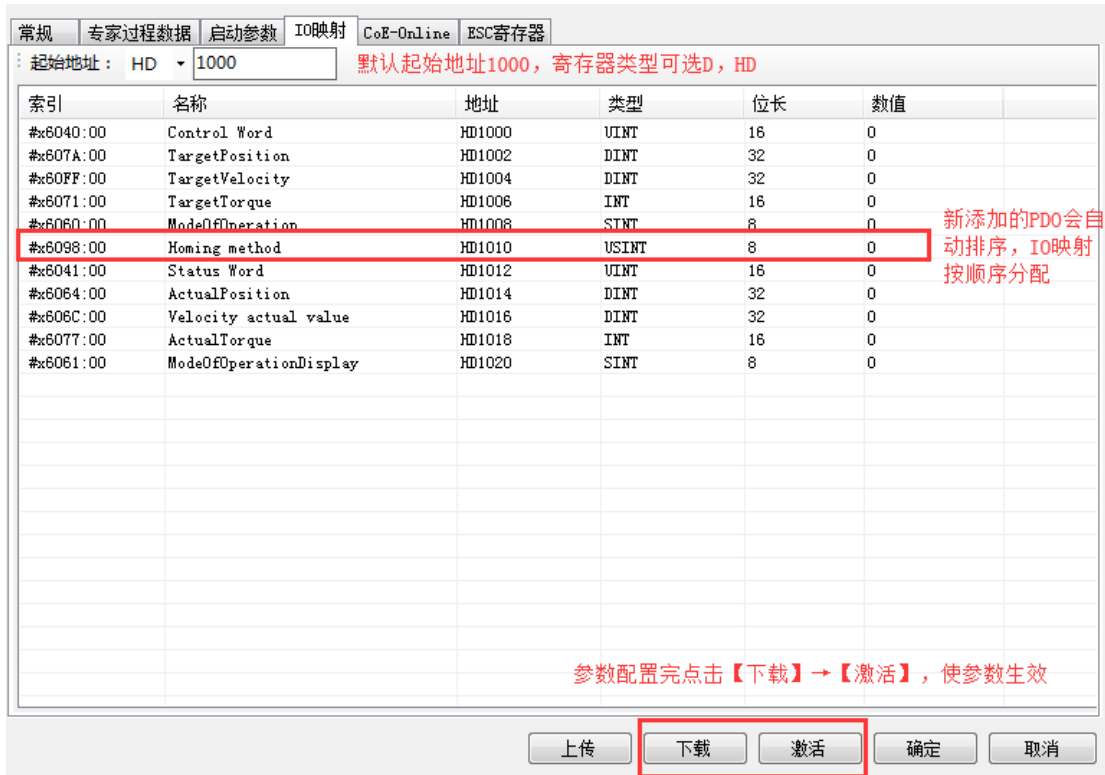 常规 专家过程数据 启动参数 IO映射 CoE-Online ESC寄存器
起始地址： HD 1000 默认起始地址1000，寄存器类型可选D，HD
索引 名称 地址 类型 位长 数值
#x6040:00 Control Word HD1000 UINT 16 0
#x607A:00 TargetPosition HD1002 DINT 32 0
#x60FF:00 TargetVelocity HD1004 DINT 32 0
#x6071:00 TargetTorque HD1006 INT 16 0
#x6060:00 ModeOfOperation HD1008 SINT 8 0
#x6098:00 Homing method HD1010 USINT 8 0
#x6041:00 Status Word HD1012 UINT 16 0
#x6064:00 ActualPosition HD1014 DINT 32 0
#x606C:00 Velocity actual value HD1016 DINT 32 0
#x6077:00 ActualTorque HD1018 INT 16 0
#x6061:00 ModeOfOperationDisplay HD1020 SINT 8 0
新添加的PDO会自
动排序，IO映射
按顺序分配
参数配置完点击【下载】→【激活】，使参数生效
上传 下载 激活 确定 取消